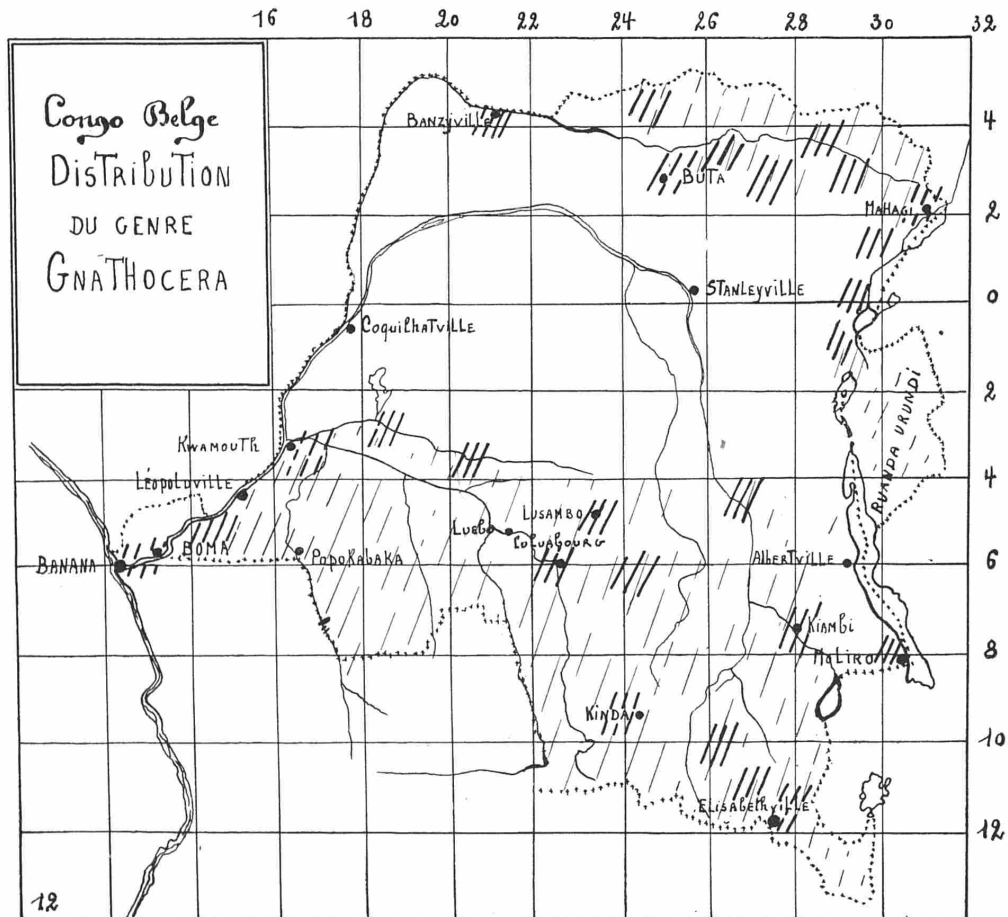 16 18 20 22 24 26 28 30 32
Congo Belge
DISTRIBUTION
DU GENRE
GNATHOCERA
4
BANZYVILLE
BUTA
MAHAGI
2
STANLEYVILLE
0
COQUILHATVILLE
2
KWAMOUTH
4
LÉOPOLDVILLE
RUANDA URUNDI
LUSAMBO
LUEBO
LULUABOURG
BOMA
BANANA
POPOKABAKA
ALBERTVILLE
6
KIAMBI
MOLIRO
8
KINDA
10
ELISABETHVILLE
12
12